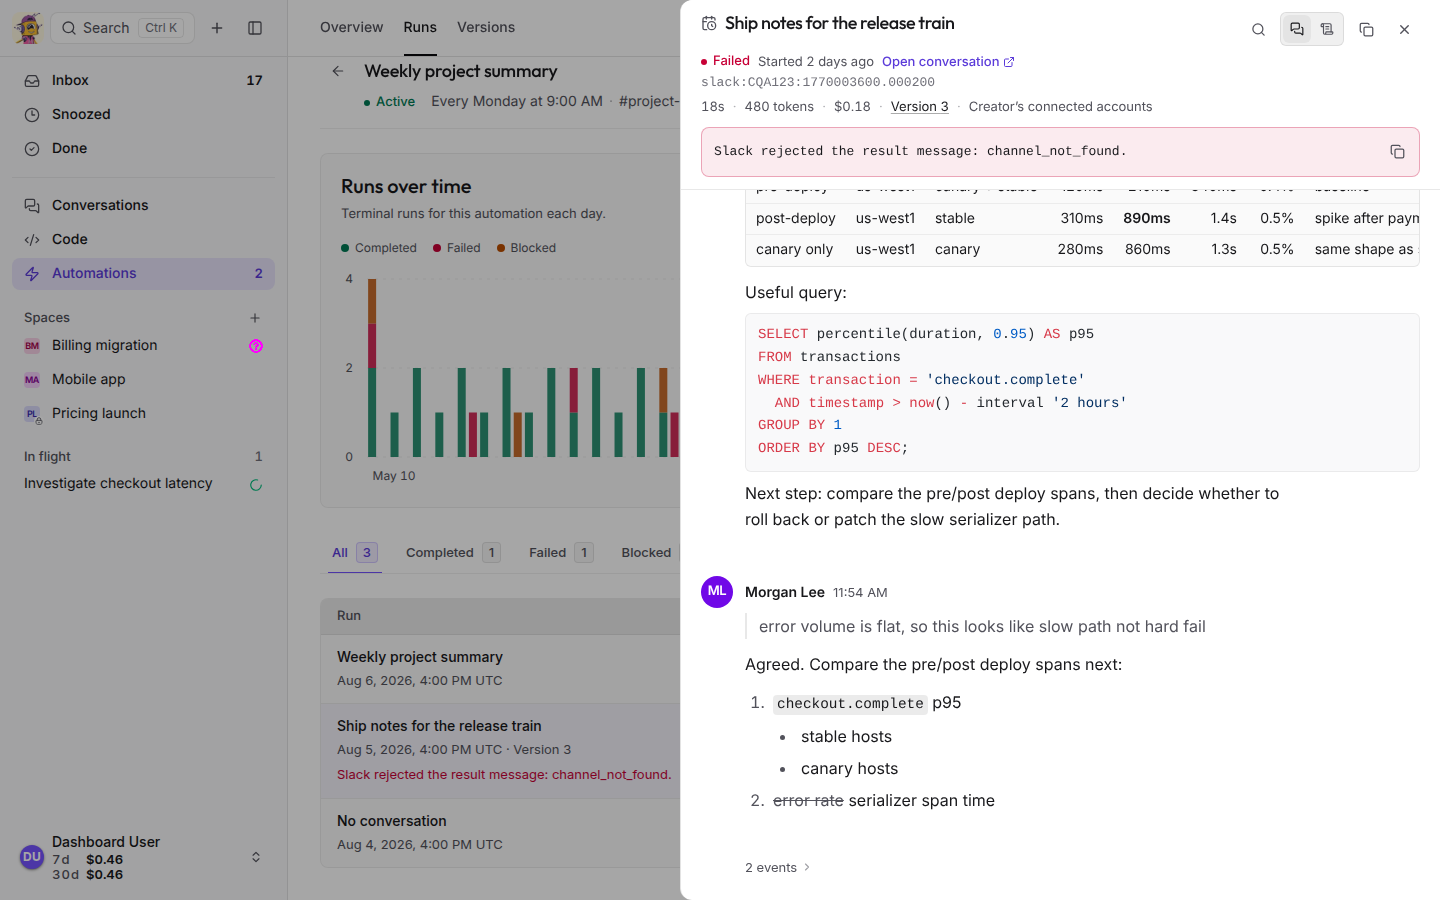 Search Ctrl K
Inbox 17
Snoozed
Done
Conversations
Code
Automations 2
Spaces
BM Billing migration
MA Mobile app
PL Pricing launch
In flight 1
Investigate checkout latency
DU Dashboard User
7d $0.46
30d $0.46
Overview Runs Versions
Weekly project summary
Active Every Monday at 9:00 AM · #project-
Runs over time
Terminal runs for this automation each day.
Completed Failed Blocked
4
2
0
May 10
All 3 Completed 1 Failed 1 Blocked
Run
Weekly project summary
Aug 6, 2026, 4:00 PM UTC
Ship notes for the release train
Aug 5, 2026, 4:00 PM UTC · Version 3
Slack rejected the result message: channel_not_found.
No conversation
Aug 4, 2026, 4:00 PM UTC
Ship notes for the release train
Failed Started 2 days ago Open conversation
slack:CQA123:1770003600.000200
18s · 480 tokens · $0.18 · Version 3 · Creator’s connected accounts
Slack rejected the result message: channel_not_found.
post-deploy us-west1 stable 310ms 890ms 1.4s 0.5% spike after paym
canary only us-west1 canary 280ms 860ms 1.3s 0.5% same shape as
Useful query:
SELECT percentile(duration, 0.95) AS p95
FROM transactions
WHERE transaction = 'checkout.complete'
AND timestamp > now() - interval '2 hours'
GROUP BY 1
ORDER BY p95 DESC;
Next step: compare the pre/post deploy spans, then decide whether to
roll back or patch the slow serializer path.
ML Morgan Lee 11:54 AM
error volume is flat, so this looks like slow path not hard fail
Agreed. Compare the pre/post deploy spans next:
1. checkout.complete p95
• stable hosts
• canary hosts
2. error rate serializer span time
2 events